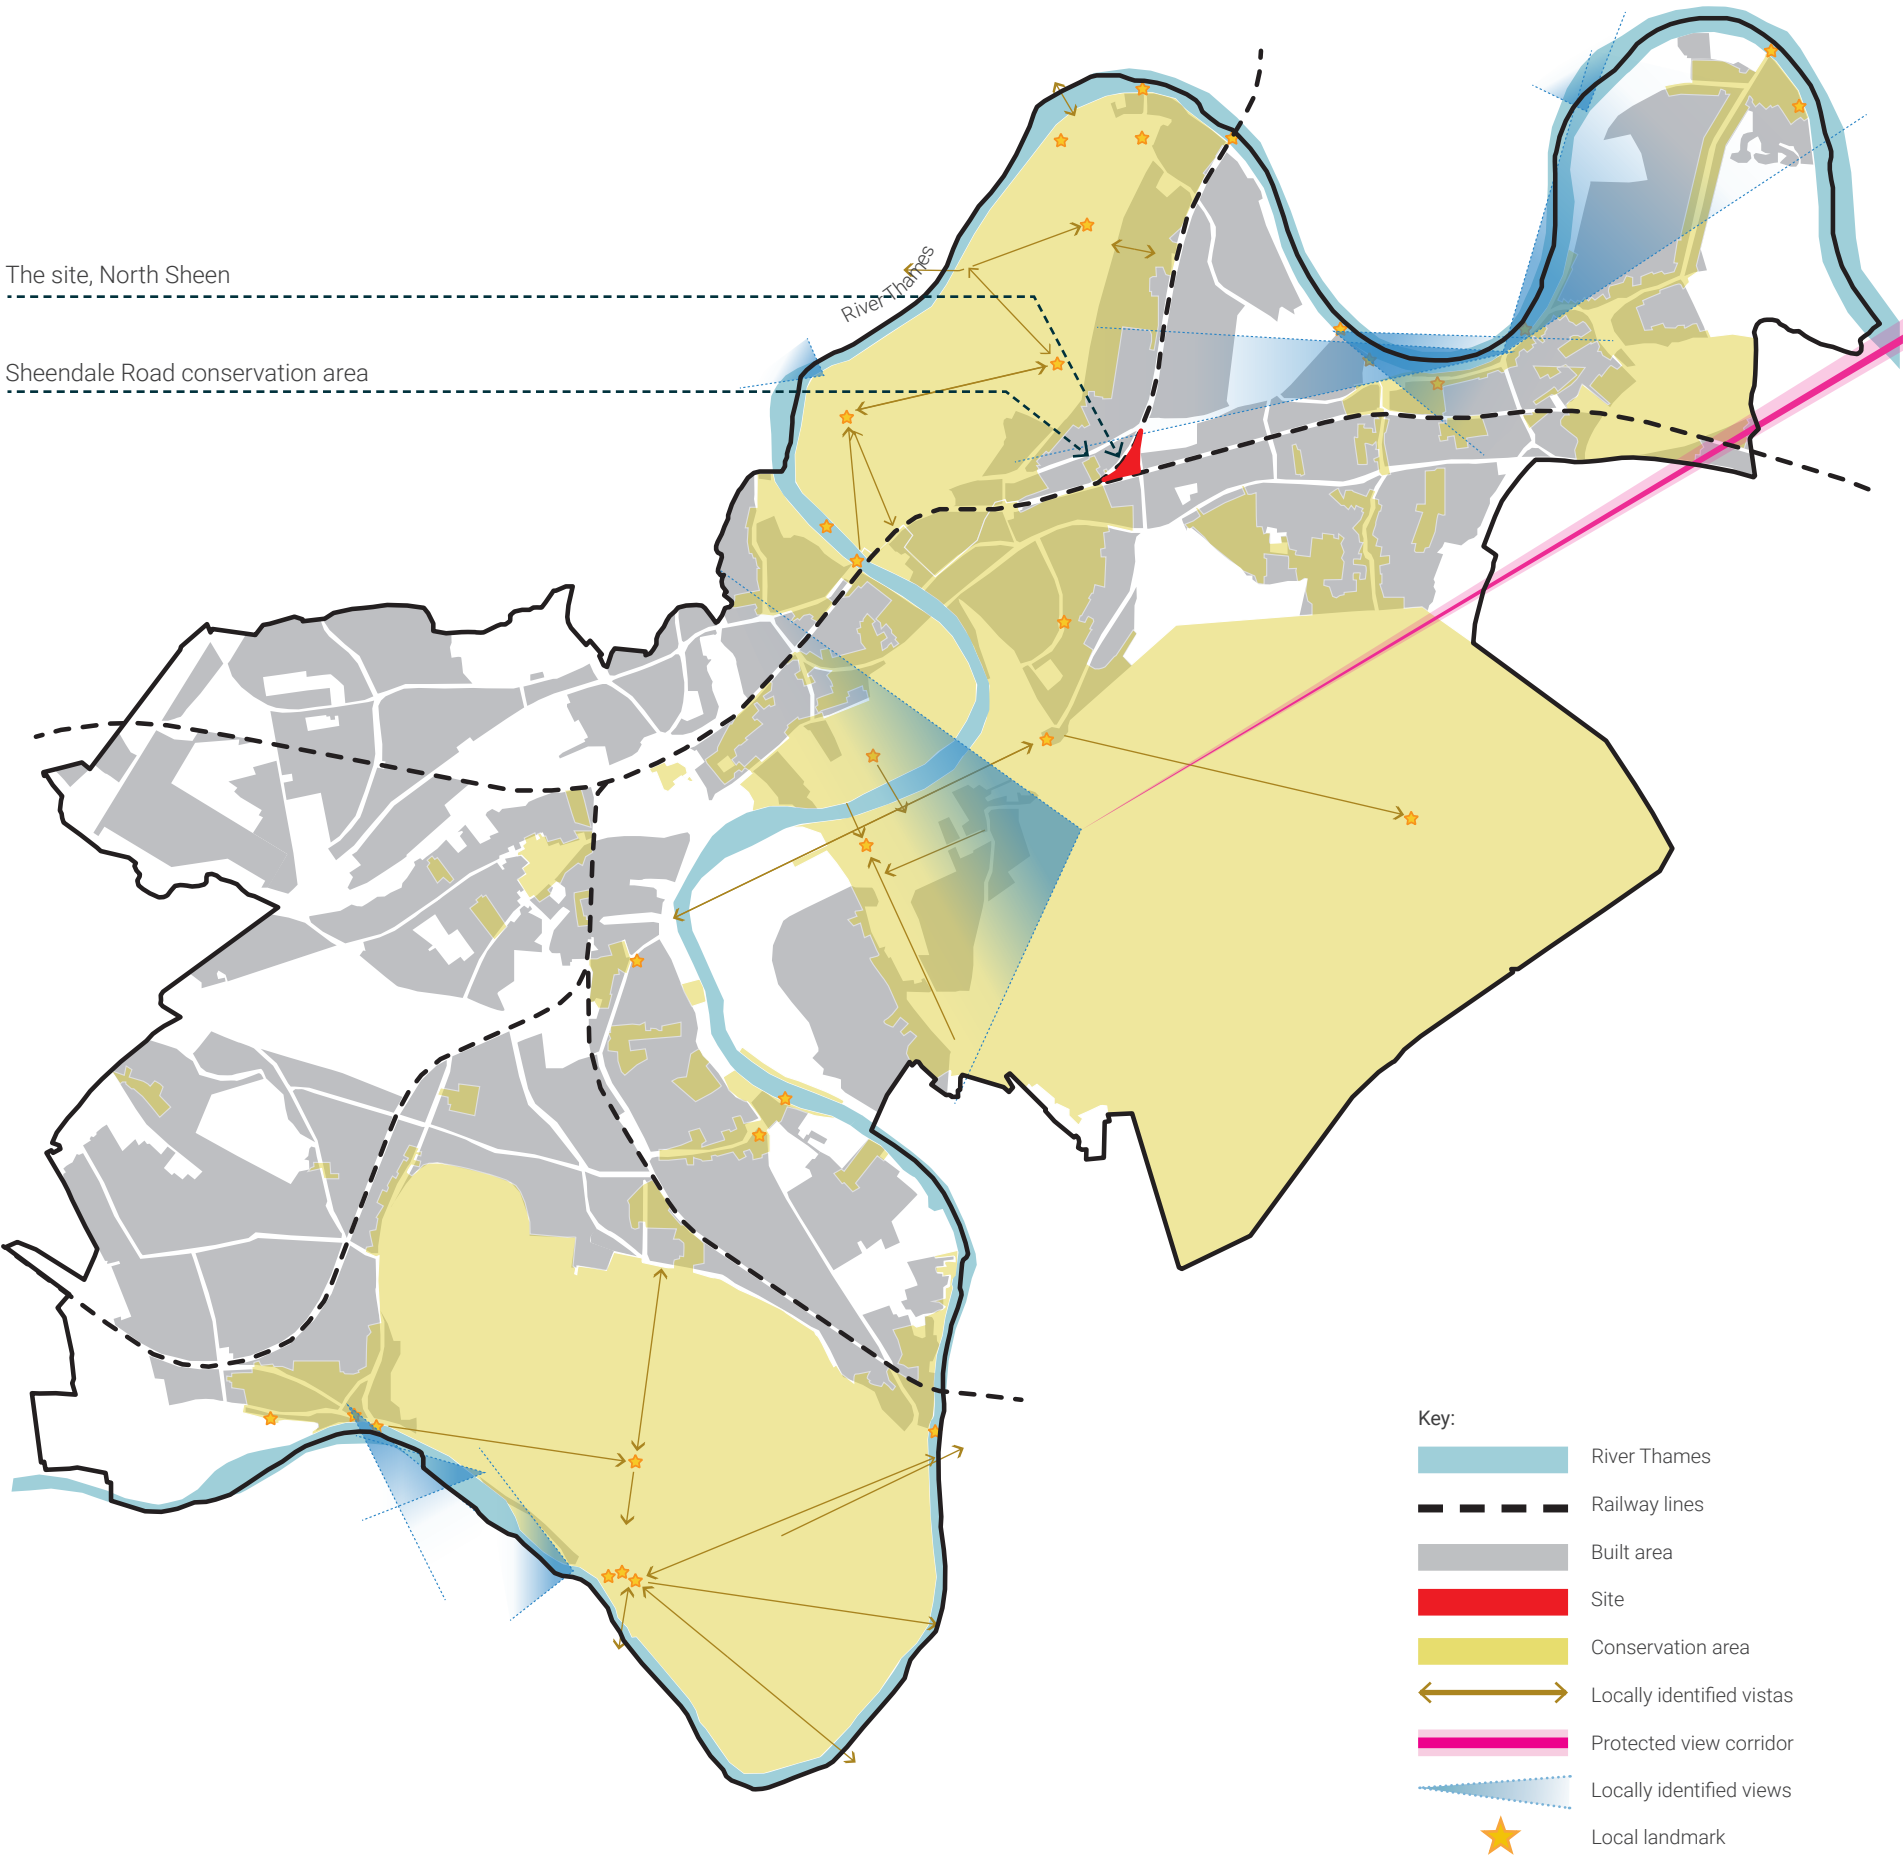 The site, North Sheen
River Thames
Sheendale Road conservation area
Key:
River Thames
Railway lines
Built area
Site
Conservation area
Locally identified vistas
Protected view corridor
Locally identified views
Local landmark